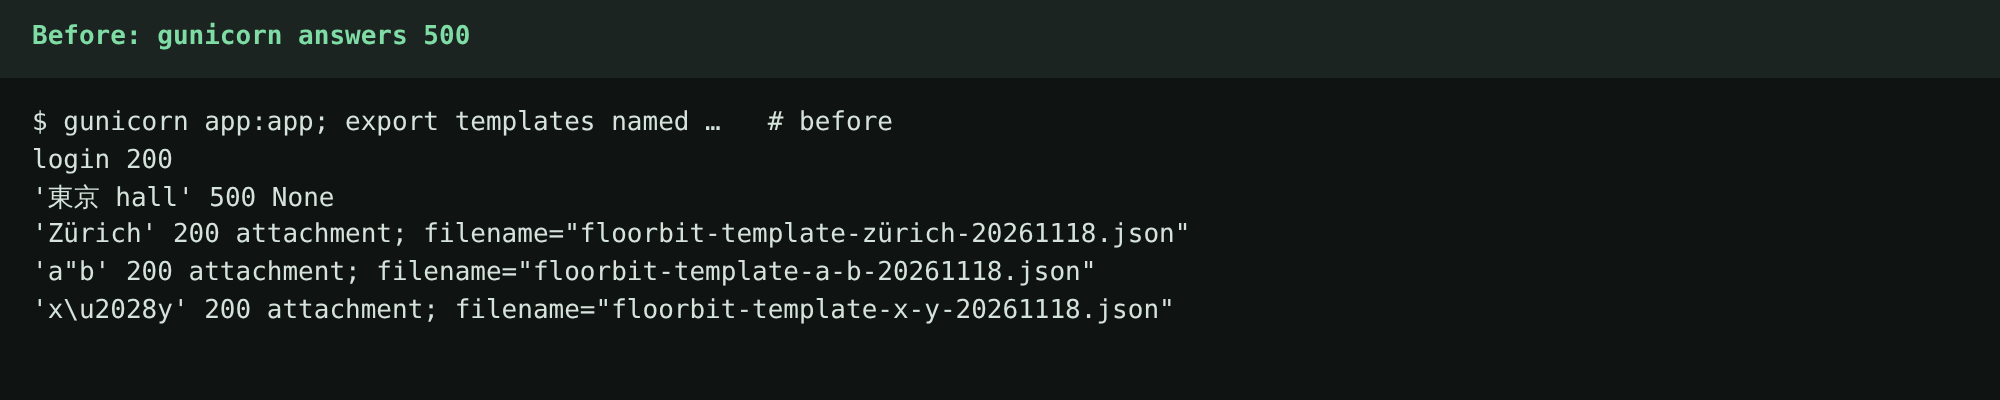 Before: gunicorn answers 500
$ gunicorn app:app; export templates named …   # before
login 200
'東京 hall' 500 None
'Zürich' 200 attachment; filename="floorbit-template-zürich-20261118.json"
'a"b' 200 attachment; filename="floorbit-template-a-b-20261118.json"
'x\u2028y' 200 attachment; filename="floorbit-template-x-y-20261118.json"